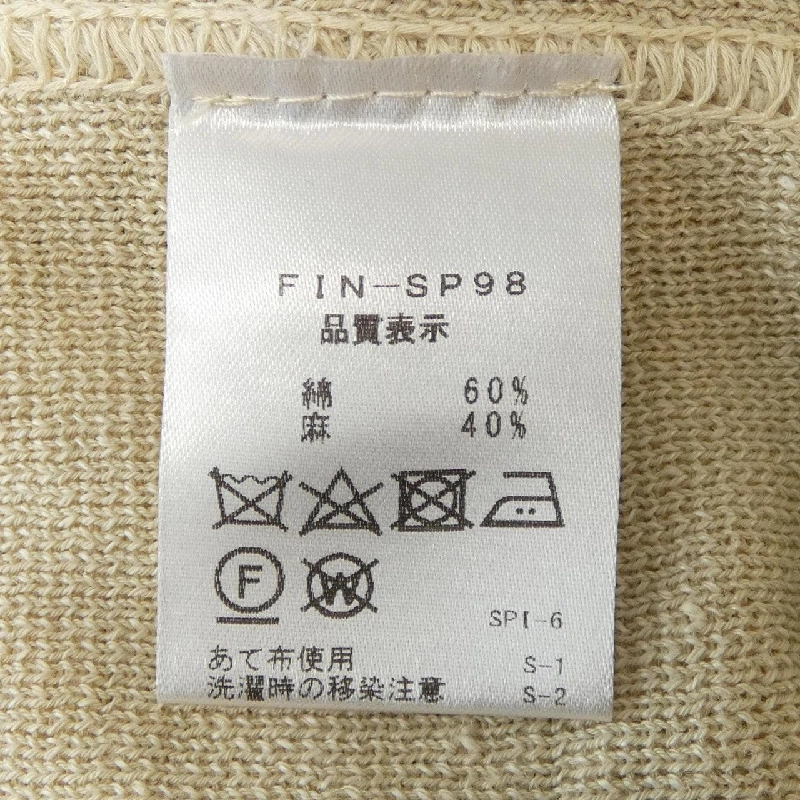 FIN-SP98
品質表示
綿 60%
麻 40%
F W
SPI-6
あて布使用 S-1
洗濯時の移染注意 S-2